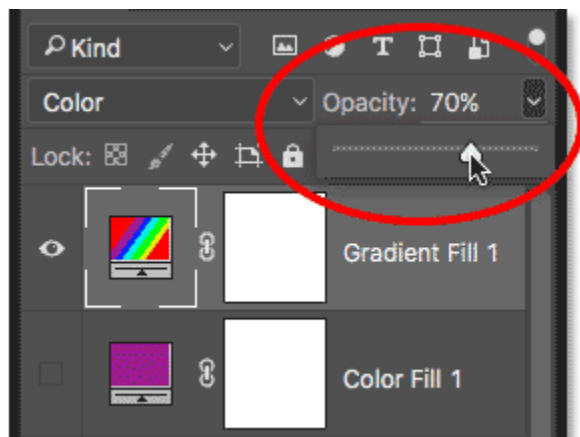 Kind T
Color Opacity: 70%
Lock:
Gradient Fill 1
Color Fill 1